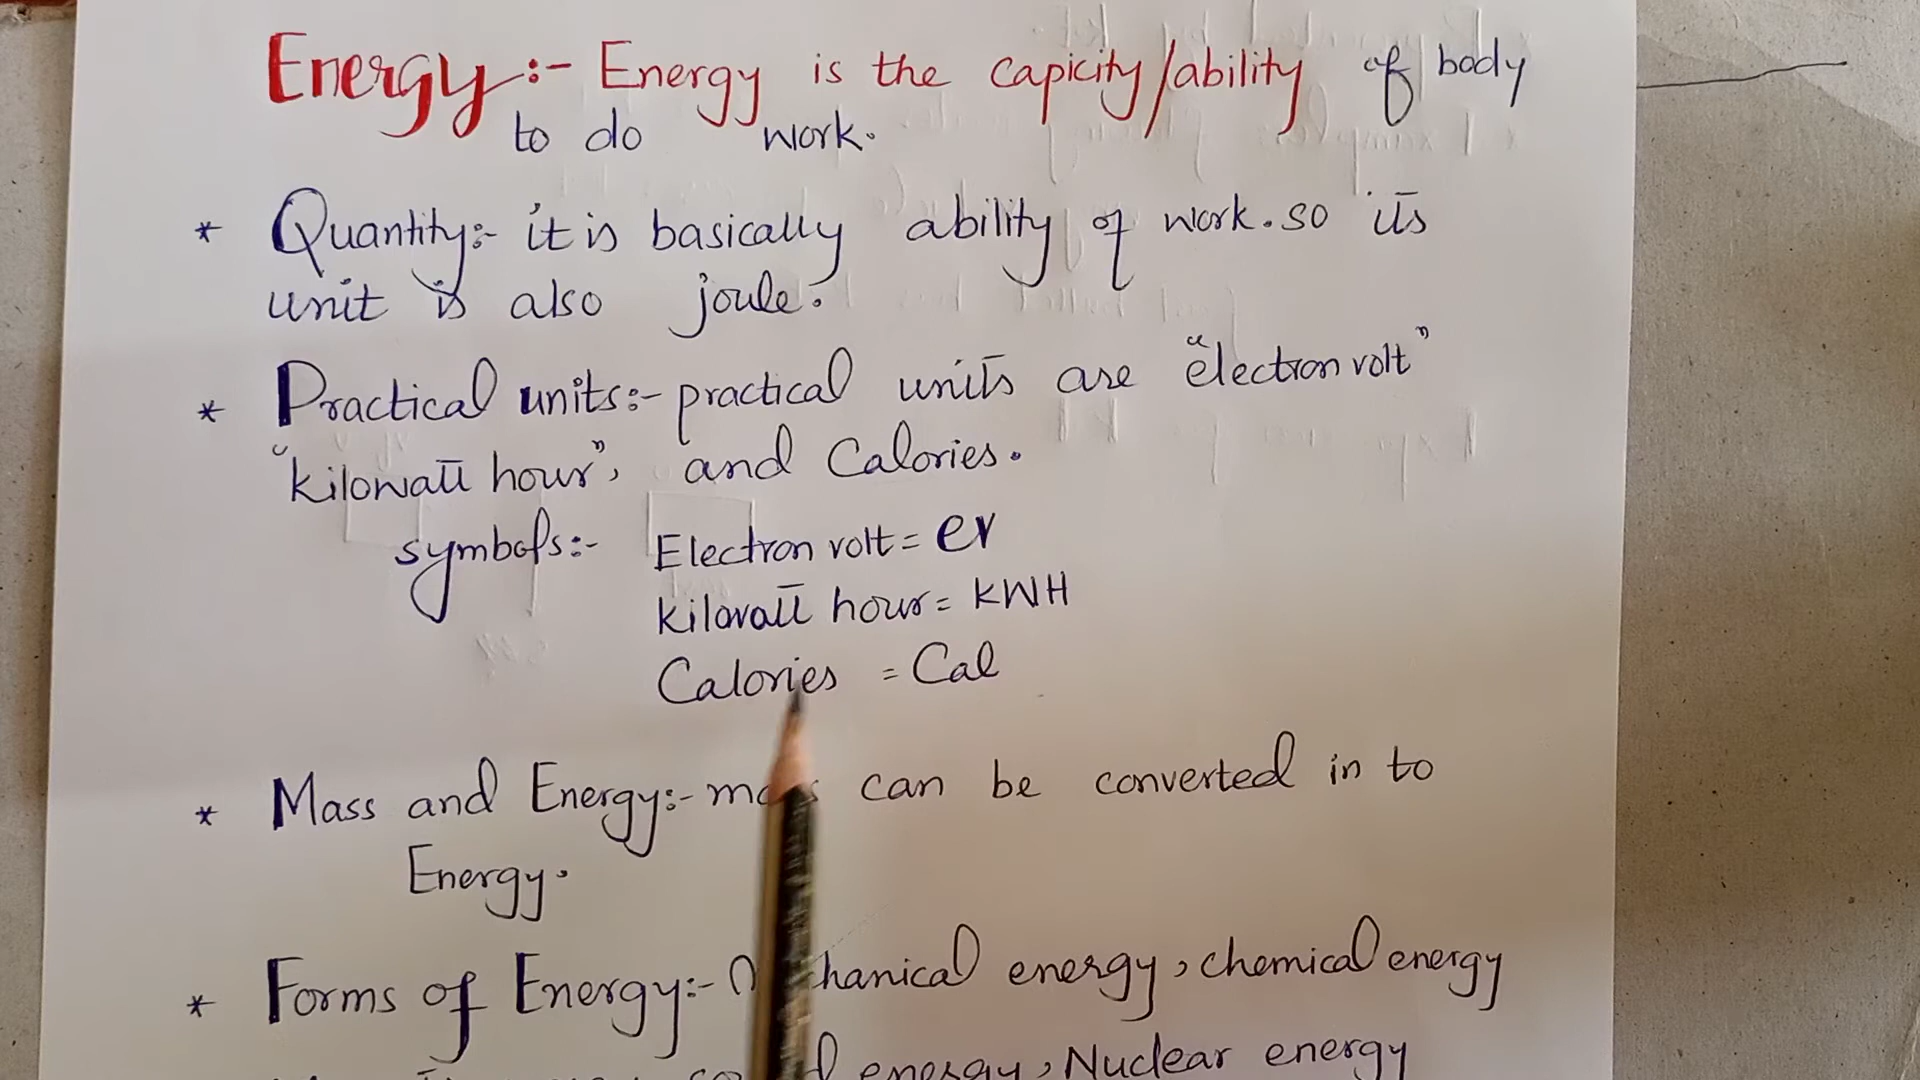 Energy:- Energy is the capicity/ability of body
to do work.
* Quantity:- it is basically ability of work. so its
unit is also joule.
* Practical units:- practical units are "electron volt"
"kilowatt hour", and Calories.
symbols:- Electron volt = ev
kilovatt hour = KWH
Calories = Cal
* Mass and Energy:- can be converted in to
Energy.
* Forms of Energy:- energy, chemical energy
energy, Nuclear energy